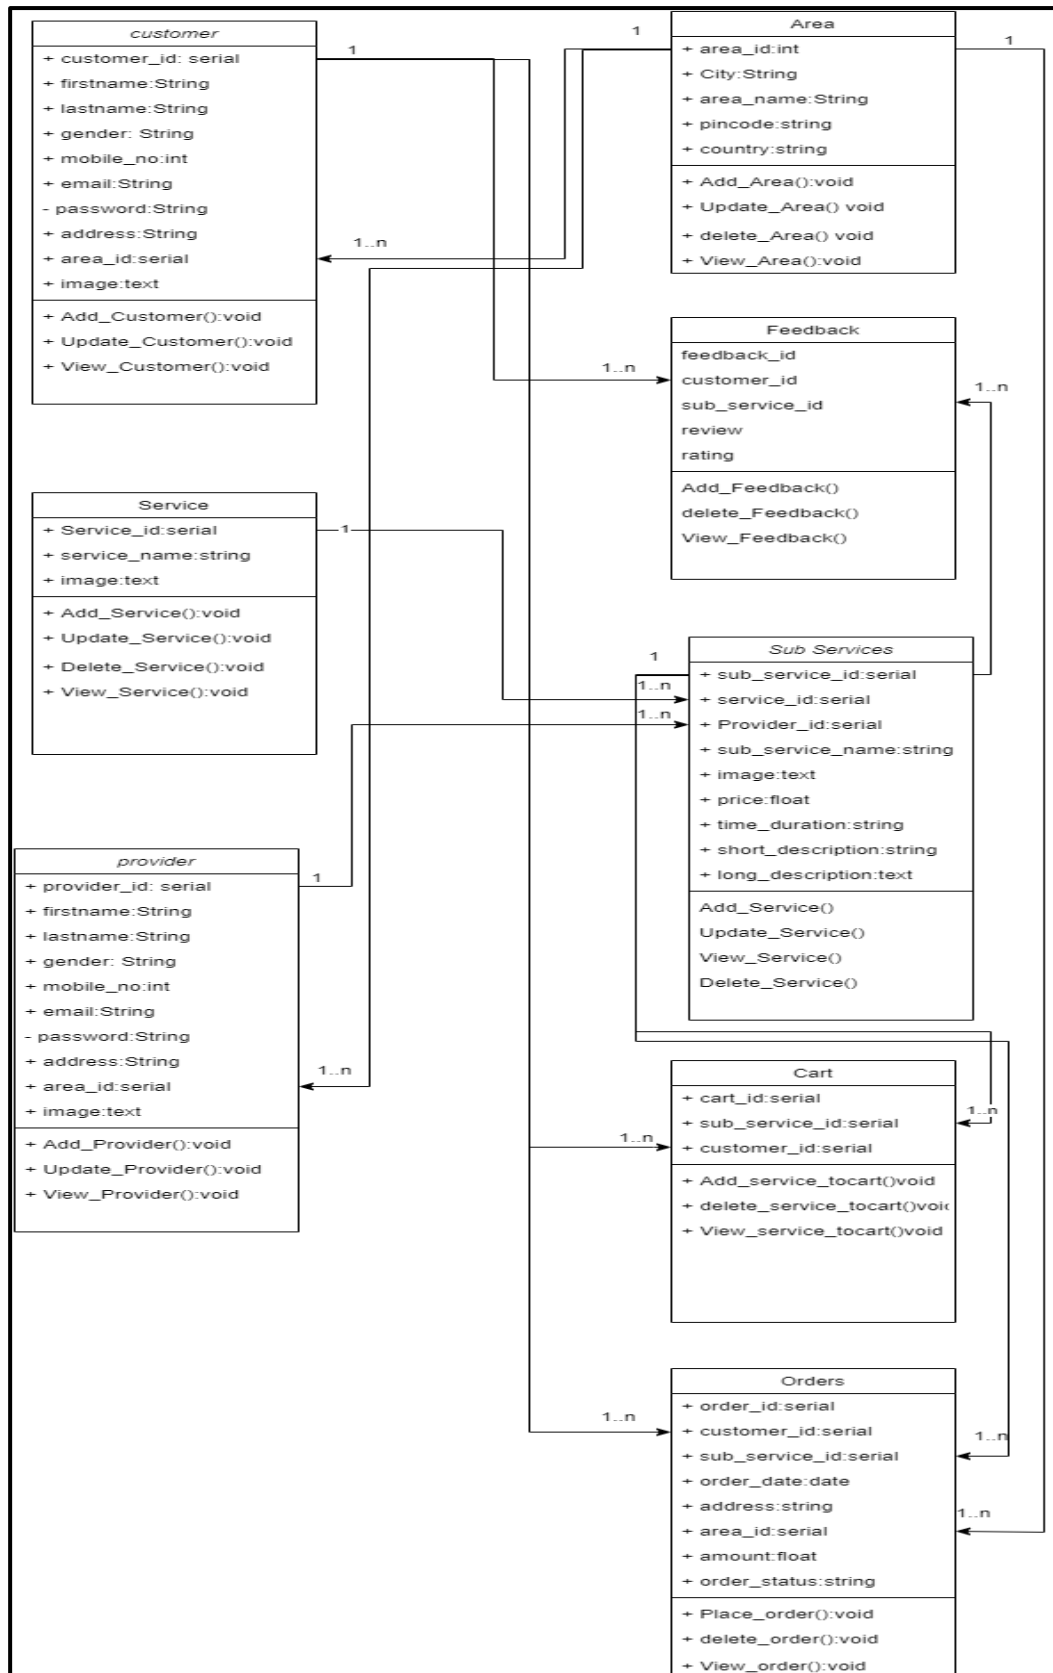 customer
+ customer_id: serial
+ firstname:String
+ lastname:String
+ gender: String
+ mobile_no:int
+ email:String
- password:String
+ address:String
+ area_id:serial
+ image:text
+ Add_Customer():void
+ Update_Customer():void
+ View_Customer():void
1
1..n
1
Area
+ area_id:int
+ City:String
+ area_name:String
+ pincode:string
+ country:string
+ Add_Area():void
+ Update_Area() void
+ delete_Area() void
+ View_Area():void
1
Feedback
feedback_id
customer_id
sub_service_id
review
rating
Add_Feedback()
delete_Feedback()
View_Feedback()
1..n
1..n
Service
+ Service_id:serial
+ service_name:string
+ image:text
+ Add_Service():void
+ Update_Service():void
+ Delete_Service():void
+ View_Service():void
1
1
1..n
1..n
Sub Services
+ sub_service_id:serial
+ service_id:serial
+ Provider_id:serial
+ sub_service_name:string
+ image:text
+ price:float
+ time_duration:string
+ short_description:string
+ long_description:text
Add_Service()
Update_Service()
View_Service()
Delete_Service()
provider
+ provider_id: serial
+ firstname:String
+ lastname:String
+ gender: String
+ mobile_no:int
+ email:String
- password:String
+ address:String
+ area_id:serial
+ image:text
+ Add_Provider():void
+ Update_Provider():void
+ View_Provider():void
1
1..n
Cart
+ cart_id:serial
+ sub_service_id:serial
+ customer_id:serial
+ Add_service_tocart()void
+ delete_service_tocart()voi
+ View_service_tocart()void
1..n
1..n
Orders
+ order_id:serial
+ customer_id:serial
+ sub_service_id:serial
+ order_date:date
+ address:string
+ area_id:serial
+ amount:float
+ order_status:string
+ Place_order():void
+ delete_order():void
+ View_order():void
1..n
1..n
1..n